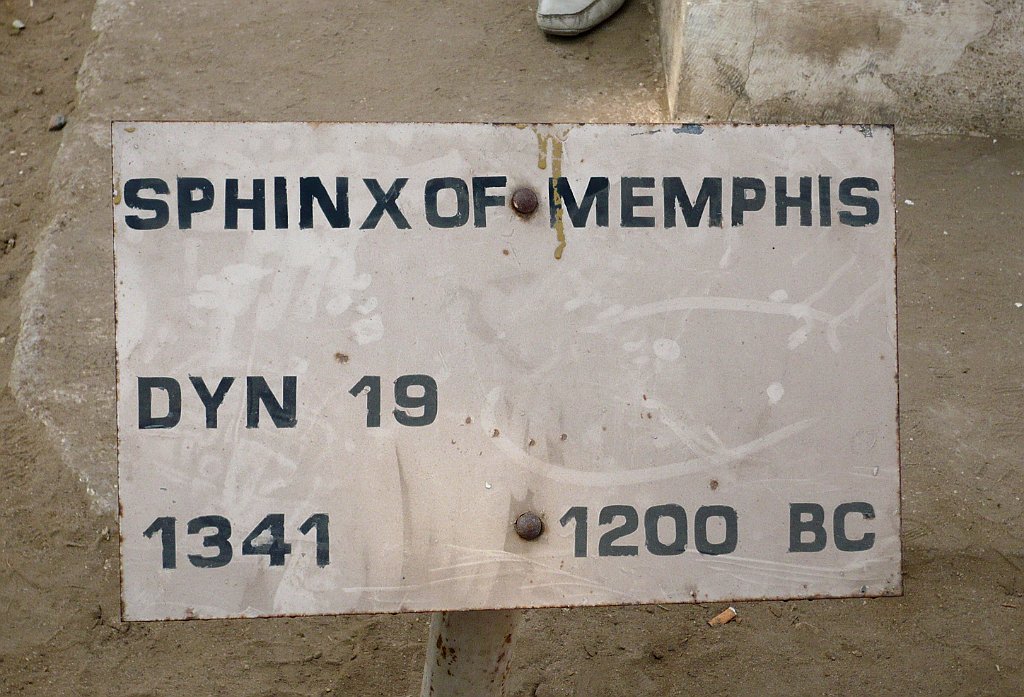 SPHINX OF MEMPHIS
DYN 19
1341 1200 BC